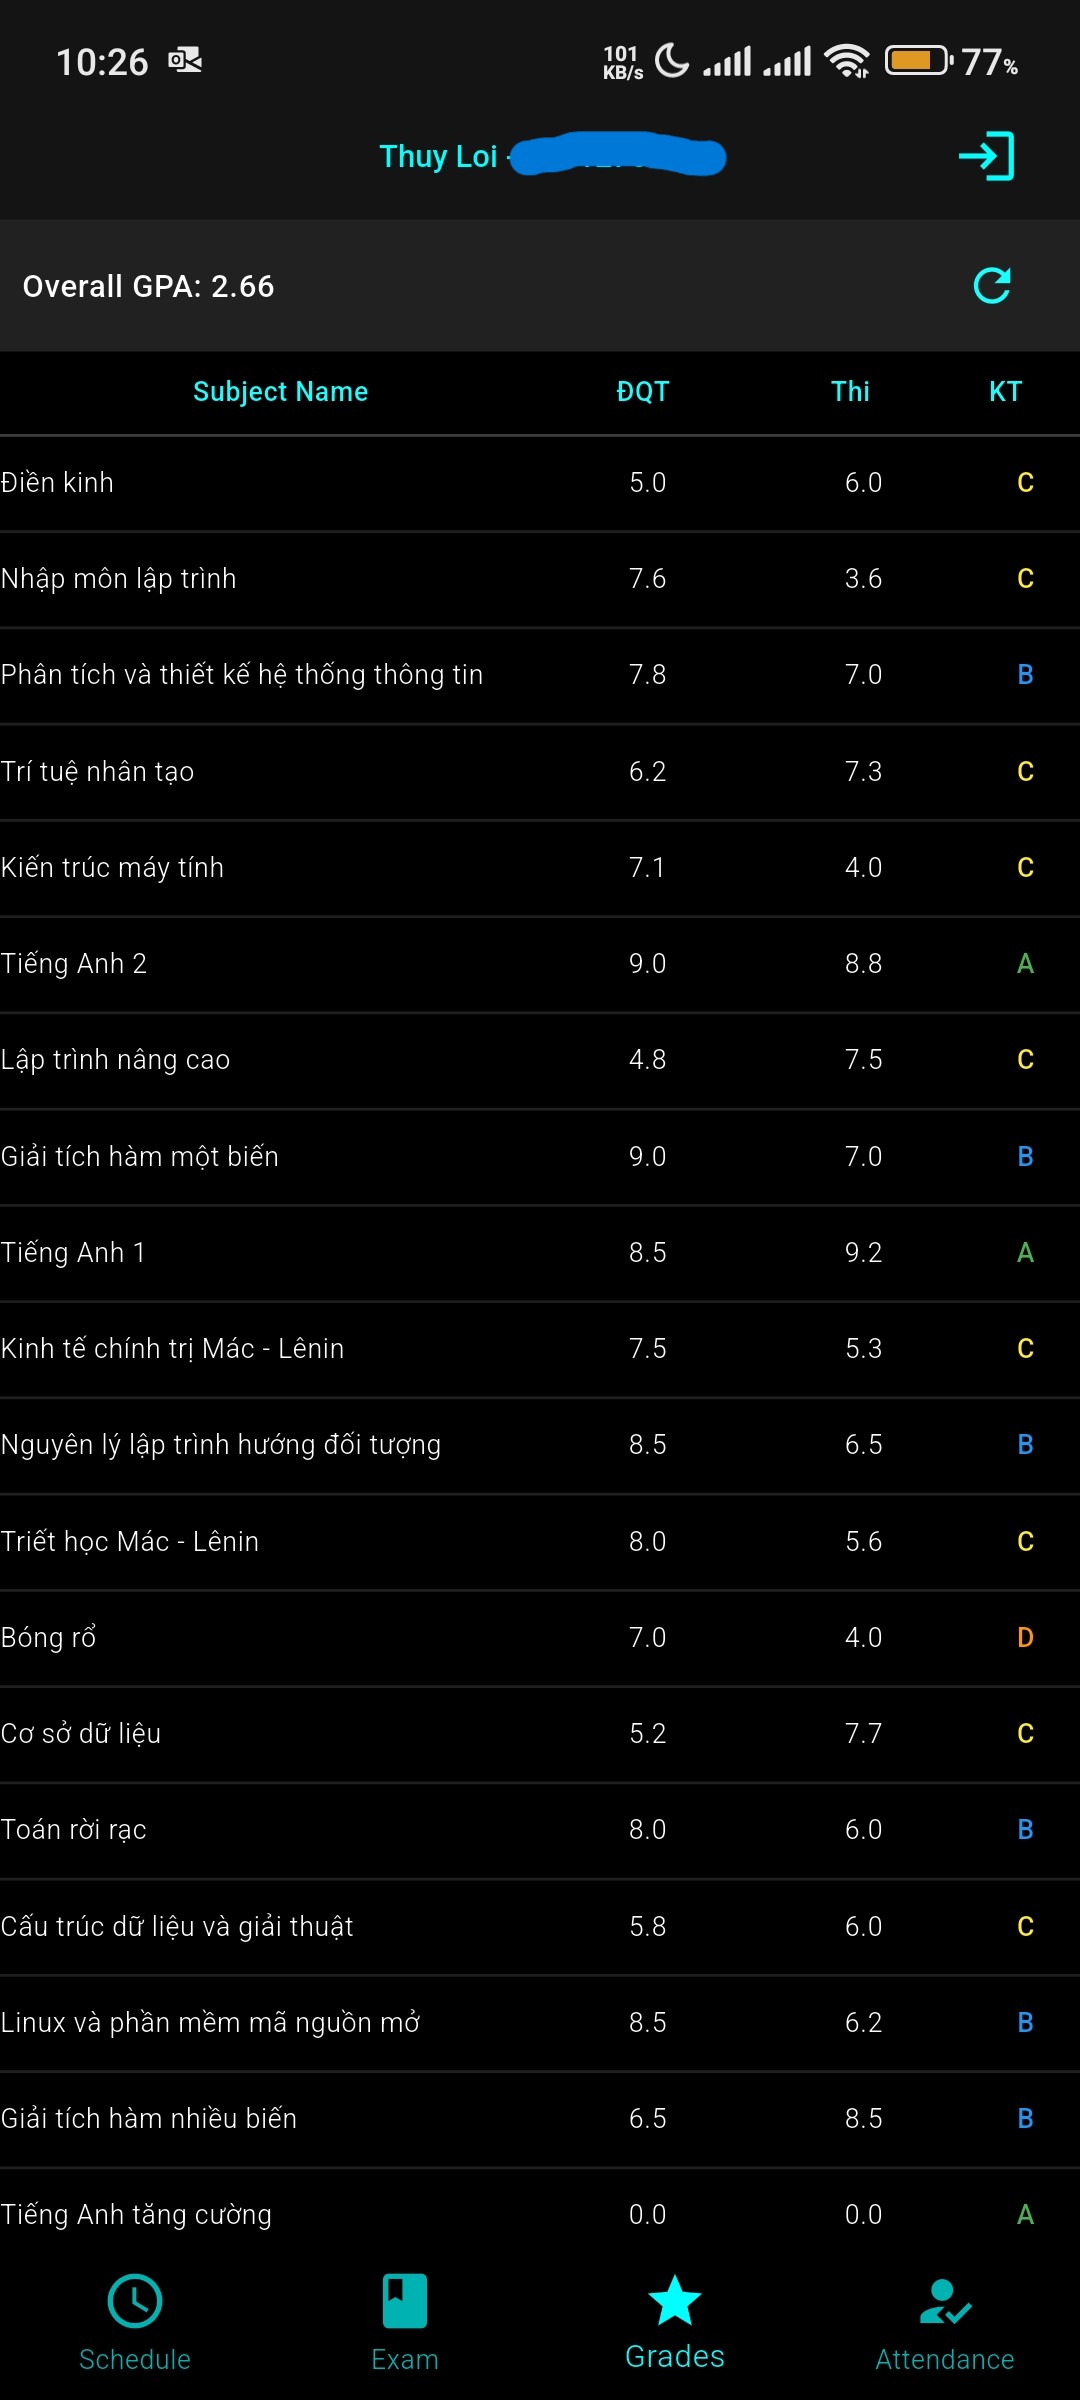 10:26
101 KB/s
77%
Thuy Loi -
Overall GPA: 2.66
Subject Name ĐQT Thi KT
Điền kinh 5.0 6.0 C
Nhập môn lập trình 7.6 3.6 C
Phân tích và thiết kế hệ thống thông tin 7.8 7.0 B
Trí tuệ nhân tạo 6.2 7.3 C
Kiến trúc máy tính 7.1 4.0 C
Tiếng Anh 2 9.0 8.8 A
Lập trình nâng cao 4.8 7.5 C
Giải tích hàm một biến 9.0 7.0 B
Tiếng Anh 1 8.5 9.2 A
Kinh tế chính trị Mác - Lênin 7.5 5.3 C
Nguyên lý lập trình hướng đối tượng 8.5 6.5 B
Triết học Mác - Lênin 8.0 5.6 C
Bóng rổ 7.0 4.0 D
Cơ sở dữ liệu 5.2 7.7 C
Toán rời rạc 8.0 6.0 B
Cấu trúc dữ liệu và giải thuật 5.8 6.0 C
Linux và phần mềm mã nguồn mở 8.5 6.2 B
Giải tích hàm nhiều biến 6.5 8.5 B
Tiếng Anh tăng cường 0.0 0.0 A
Schedule Exam Grades Attendance